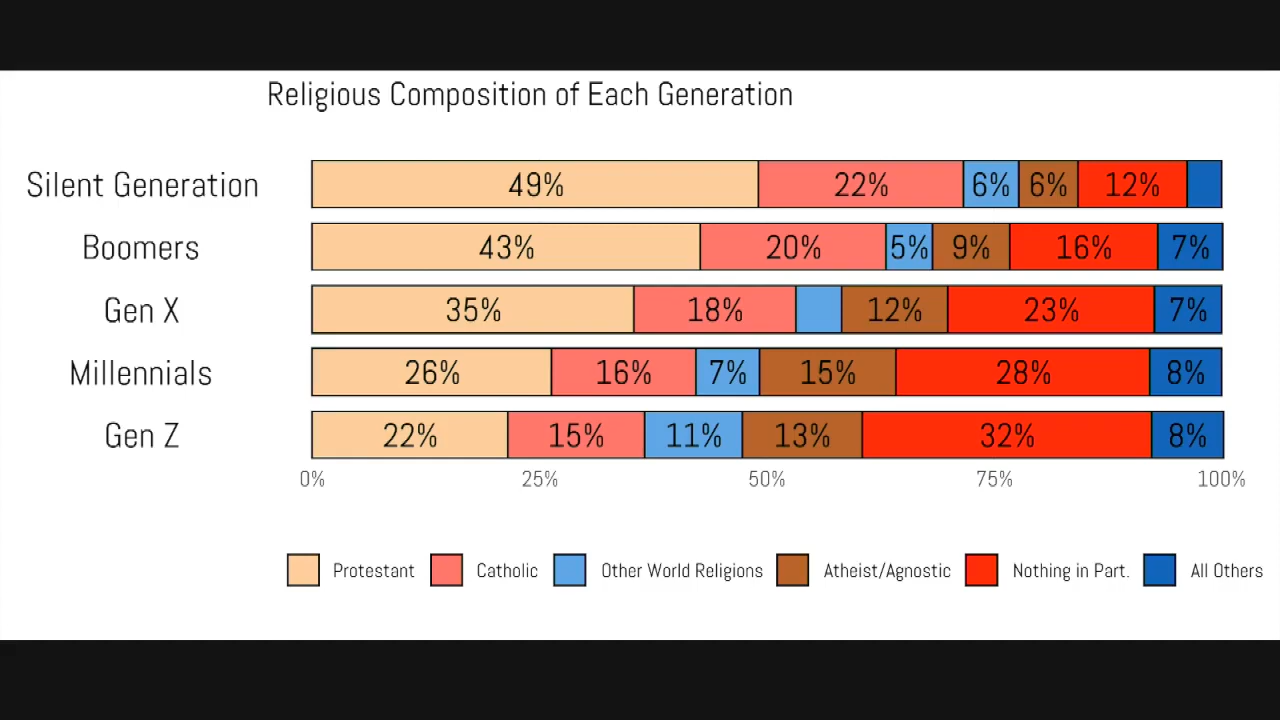 Religious Composition of Each Generation
Silent Generation 49% 22% 6% 6% 12%
Boomers 43% 20% 5% 9% 16% 7%
Gen X 35% 18% 12% 23% 7%
Millennials 26% 16% 7% 15% 28% 8%
Gen Z 22% 15% 11% 13% 32% 8%
0% 25% 50% 75% 100%
Protestant Catholic Other World Religions Atheist/Agnostic Nothing in Part. All Others